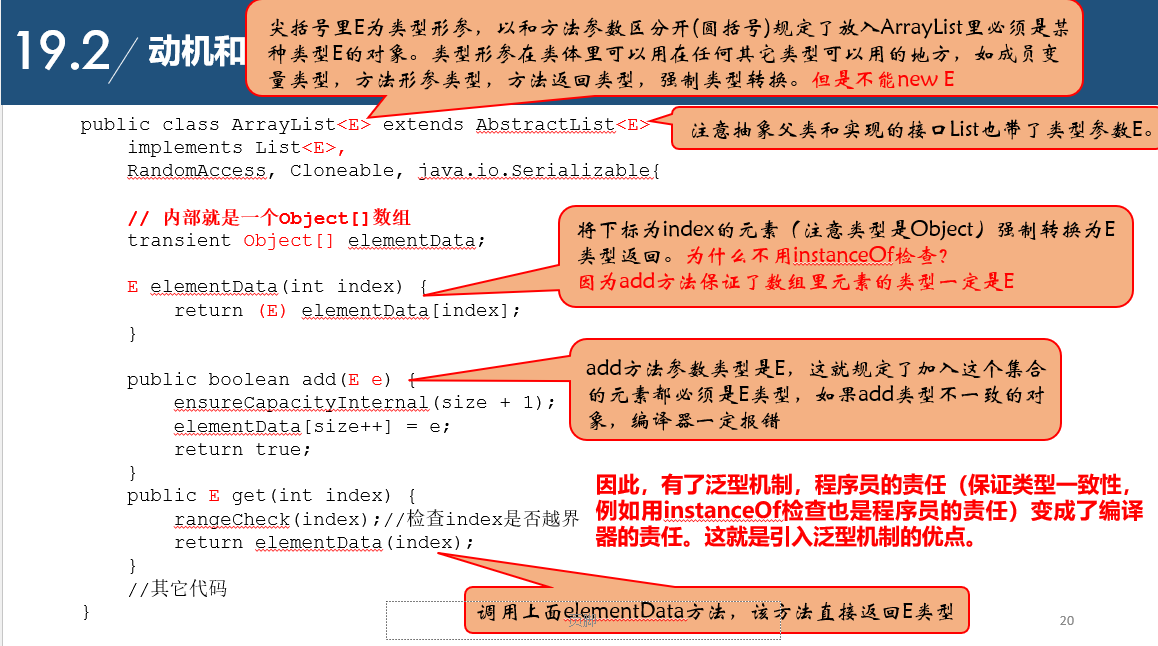 19.2
动机和
尖括号里E为类型形参，以和方法参数区分开(圆括号)规定了放入ArrayList里必须是某
种类型E的对象。类型形参在类体里可以用在任何其它类型可以用的地方，如成员变
量类型，方法形参类型，方法返回类型，强制类型转换。但是不能new E
public class ArrayList<E> extends AbstractList<E>
注意抽象父类和实现的接口List也带了类型参数E。
implements List<E>,
RandomAccess, Cloneable, java.io.Serializable{
// 内部就是一个Object[]数组
transient Object[] elementData;
将下标为index的元素（注意类型是Object）强制转换为E
类型返回。为什么不用instanceOf检查？
因为add方法保证了数组里元素的类型一定是E
E elementData(int index) {
return (E) elementData[index];
}
add方法参数类型是E，这就规定了加入这个集合
的元素都必须是E类型，如果add类型不一致的对
象，编译器一定报错
public boolean add(E e) {
ensureCapacityInternal(size + 1);
elementData[size++] = e;
return true;
}
因此，有了泛型机制，程序员的责任（保证类型一致性，
例如用instanceOf检查也是程序员的责任）变成了编译
器的责任。这就是引入泛型机制的优点。
public E get(int index) {
rangeCheck(index);//检查index是否越界
return elementData(index);
}
//其它代码
}
调用上面elementData方法，该方法直接返回E类型
页脚
20